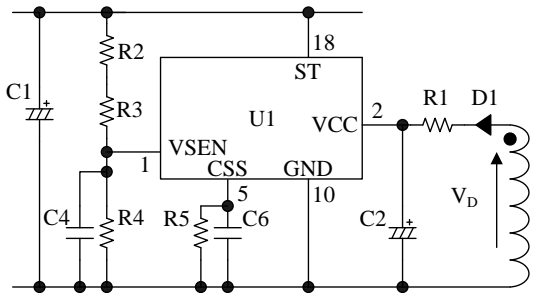 18
R2
ST
C1
R3
U1
2
R1
D1
VCC
VSEN
1
CSS
GND
5
10
V_D
C4
R4
R5
C6
C2